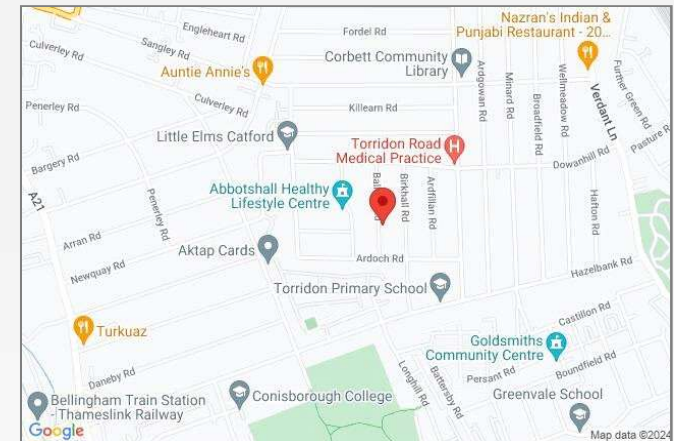 Engleheart Rd
Fordel Rd
Nazran's Indian &
Punjabi Restaurant - 20...
Culverley Rd
Sangley Rd
Corbett Community
Library
Auntie Annie's
Ardgowan Rd
Minard Rd
Broadfield Rd
Wellmeadow Rd
Further Green Rd
Verdant Ln
Penerley Rd
Culverley Rd
Killearn Rd
Pasture R
Little Elms Catford
Torridon Road
Medical Practice
Bargery Rd
Dowanhill Rd
A21
Penerley Rd
Abbotshall Healthy
Lifestyle Centre
Birkhall Rd
Ardfillan Rd
Hafton Rd
Arran Rd
Aktap Cards
Ardoch Rd
Newquay Rd
Hazelbank Rd
Torridon Primary School
Castillon Rd
Turkuaz
Goldsmiths
Community Centre
Daneby Rd
Longhill Rd
Battersby Rd
Persant Rd
Boundfield Rd
Bellingham Train Station
- Thameslink Railway
Conisborough College
Greenvale School
Google
Map data ©2024